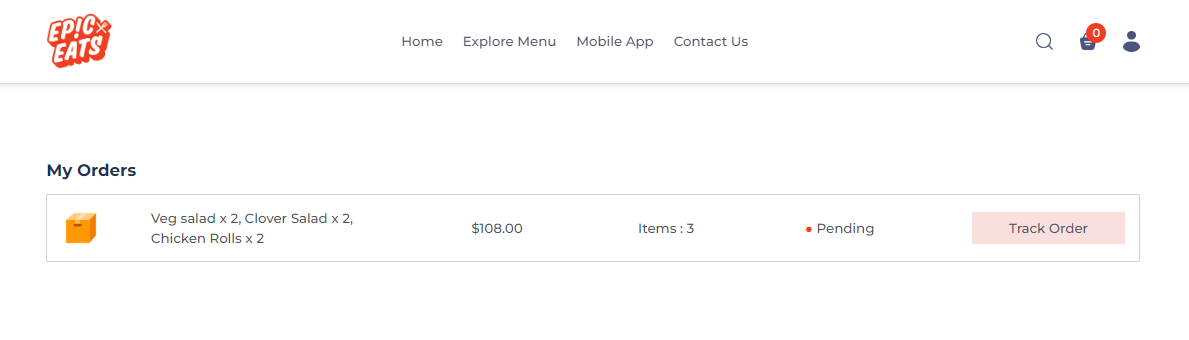 EPIC EATS
Home Explore Menu Mobile App Contact Us 0
My Orders
Veg salad x 2, Clover Salad x 2,
Chicken Rolls x 2
$108.00
Items : 3
Pending
Track Order